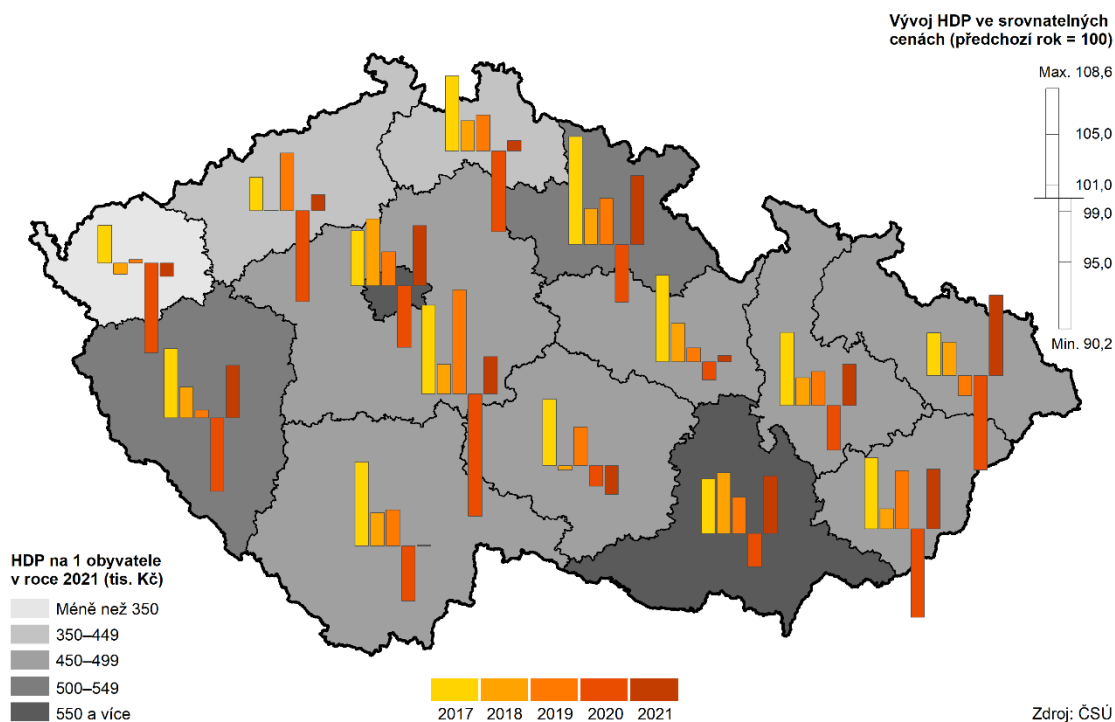 Vývoj HDP ve srovnatelných
cenách (předchozí rok = 100)
Max. 108,6
105,0
101,0
99,0
95,0
Min. 90,2
HDP na 1 obyvatele
v roce 2021 (tis. Kč)
Méně než 350
350–449
450–499
500–549
550 a více
2017 2018 2019 2020 2021
Zdroj: ČSÚ